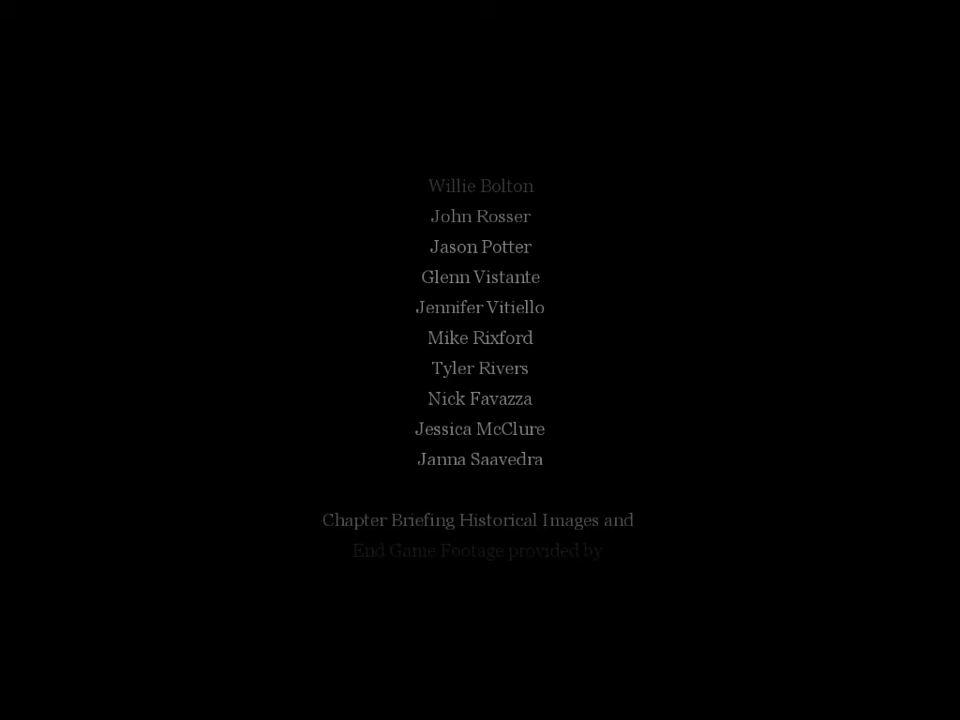 Willie Bolton
John Rosser
Jason Potter
Glenn Vistante
Jennifer Vitiello
Mike Rixford
Tyler Rivers
Nick Favazza
Jessica McClure
Janna Saavedra
Chapter Briefing Historical Images and
End Game Footage provided by